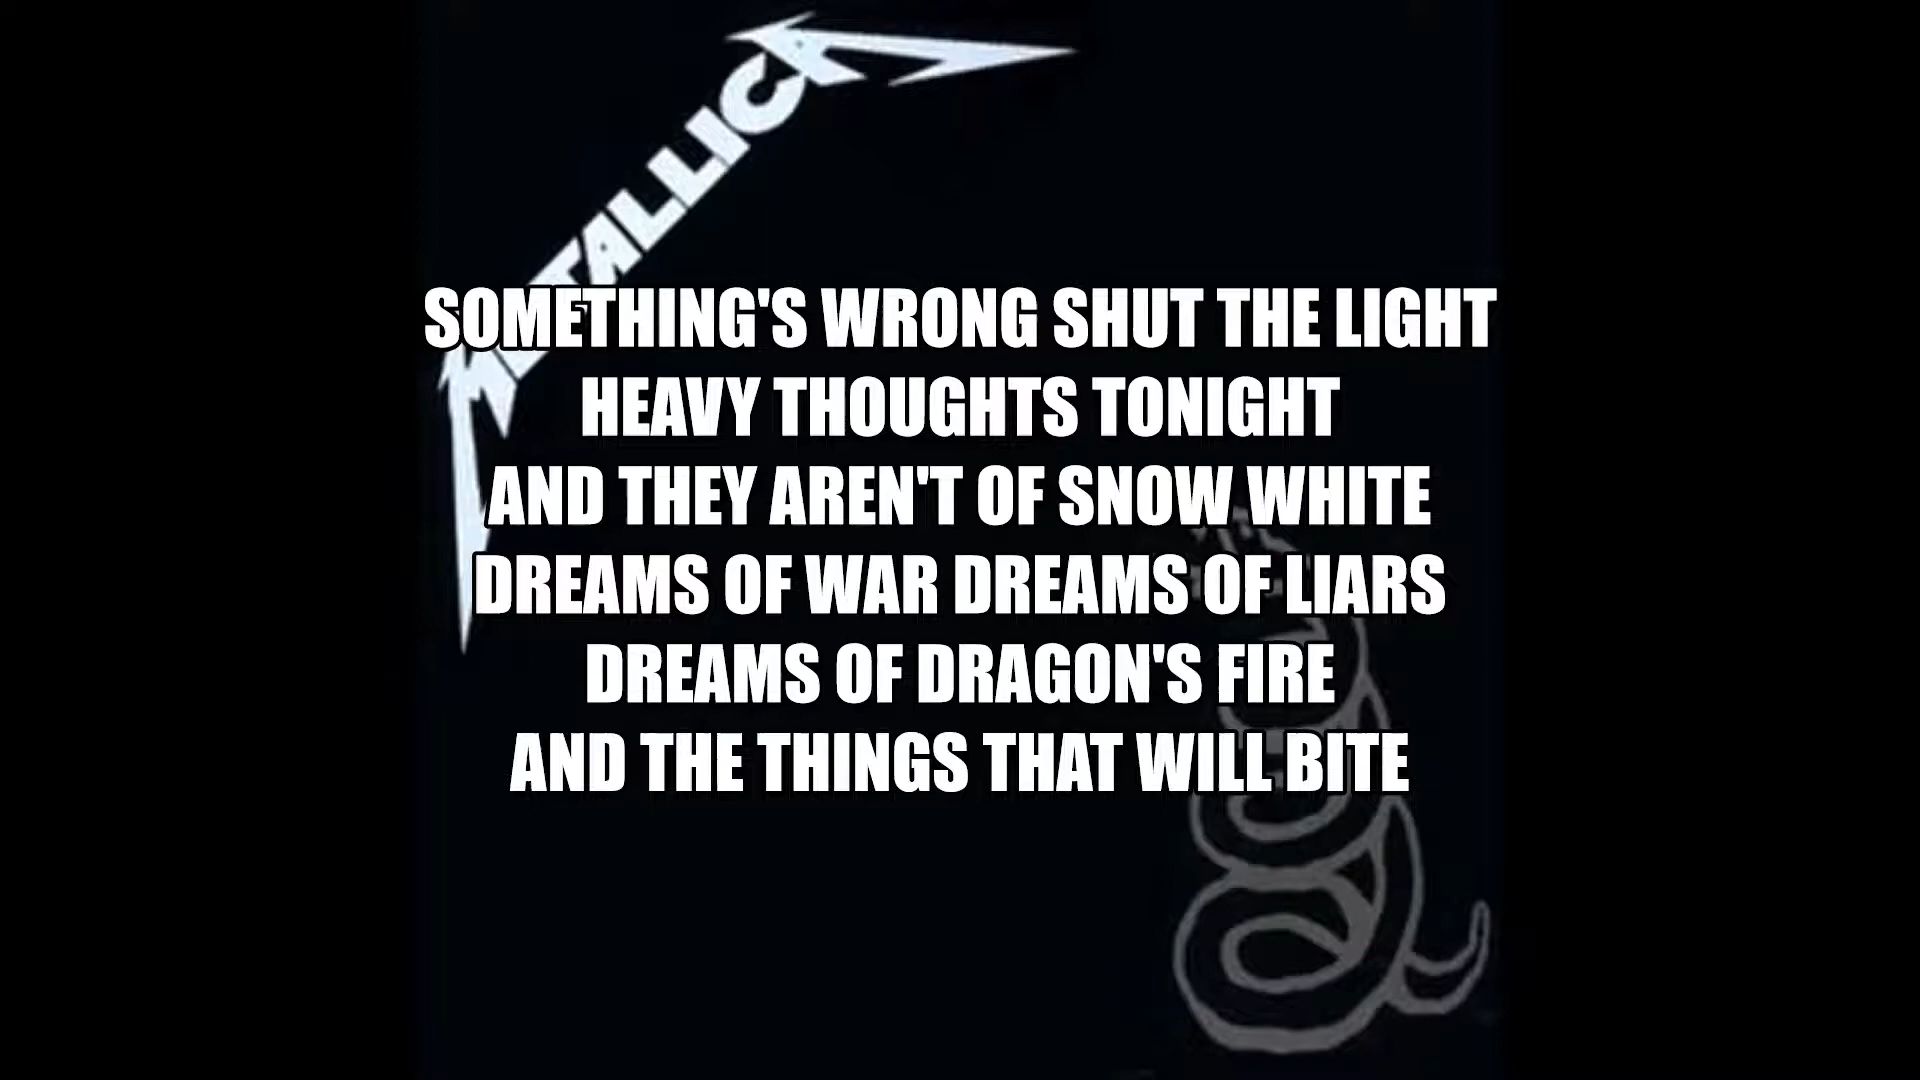 METALLICA
SOMETHING'S WRONG SHUT THE LIGHT
HEAVY THOUGHTS TONIGHT
AND THEY AREN'T OF SNOW WHITE
DREAMS OF WAR DREAMS OF LIARS
DREAMS OF DRAGON'S FIRE
AND THE THINGS THAT WILL BITE